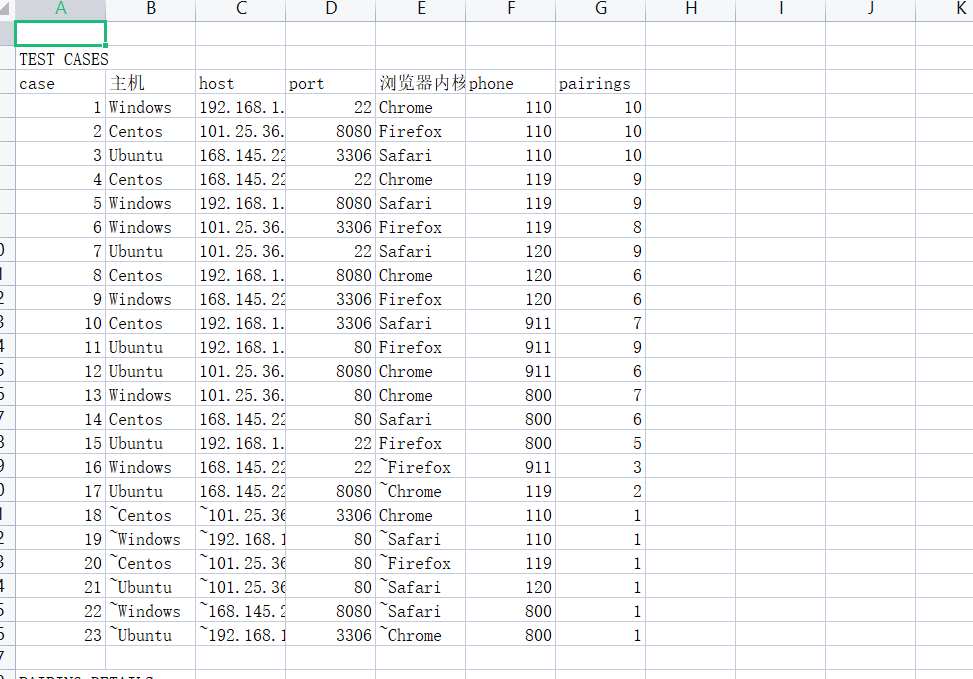 A B C D E F G H I J K
TEST CASES
case 主机 host port 浏览器内核 phone pairings
1 Windows 192.168.1. 22 Chrome 110 10
2 Centos 101.25.36. 8080 Firefox 110 10
3 Ubuntu 168.145.22 3306 Safari 110 10
4 Centos 168.145.22 22 Chrome 119 9
5 Windows 192.168.1. 8080 Safari 119 9
6 Windows 101.25.36. 3306 Firefox 119 8
0 7 Ubuntu 101.25.36. 22 Safari 120 9
1 8 Centos 192.168.1. 8080 Chrome 120 6
2 9 Windows 168.145.22 3306 Firefox 120 6
3 10 Centos 192.168.1. 3306 Safari 911 7
4 11 Ubuntu 192.168.1. 80 Firefox 911 9
5 12 Ubuntu 101.25.36. 8080 Chrome 911 6
6 13 Windows 101.25.36. 80 Chrome 800 7
7 14 Centos 168.145.22 80 Safari 800 6
8 15 Ubuntu 192.168.1. 22 Firefox 800 5
9 16 Windows 168.145.22 22 ~Firefox 911 3
0 17 Ubuntu 168.145.22 8080 ~Chrome 119 2
1 18 ~Centos ~101.25.36 3306 Chrome 110 1
2 19 ~Windows ~192.168.1 80 ~Safari 110 1
3 20 ~Centos ~101.25.36 80 ~Firefox 119 1
4 21 ~Ubuntu ~101.25.36 80 ~Safari 120 1
5 22 ~Windows ~168.145.2 8080 ~Safari 800 1
6 23 ~Ubuntu ~192.168.1 3306 ~Chrome 800 1
7
PAIRING DETAILS